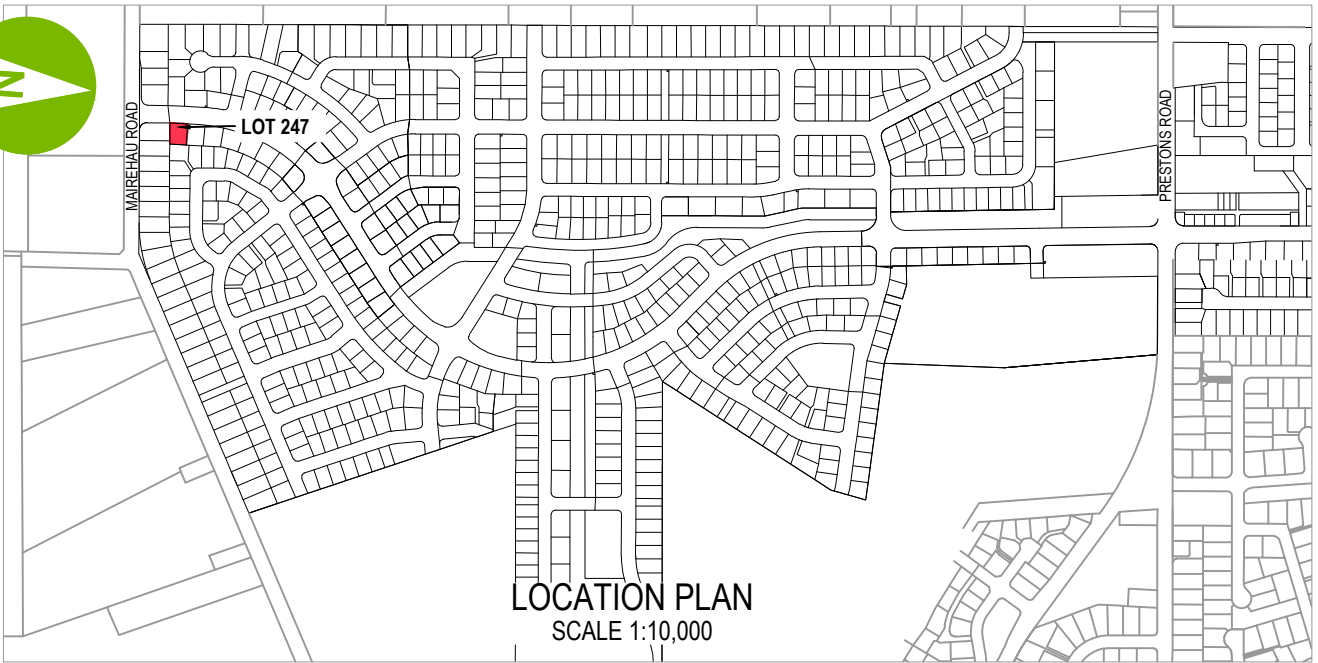 N
MAIREHAU ROAD
LOT 247
PRESTONS ROAD
LOCATION PLAN
SCALE 1:10,000